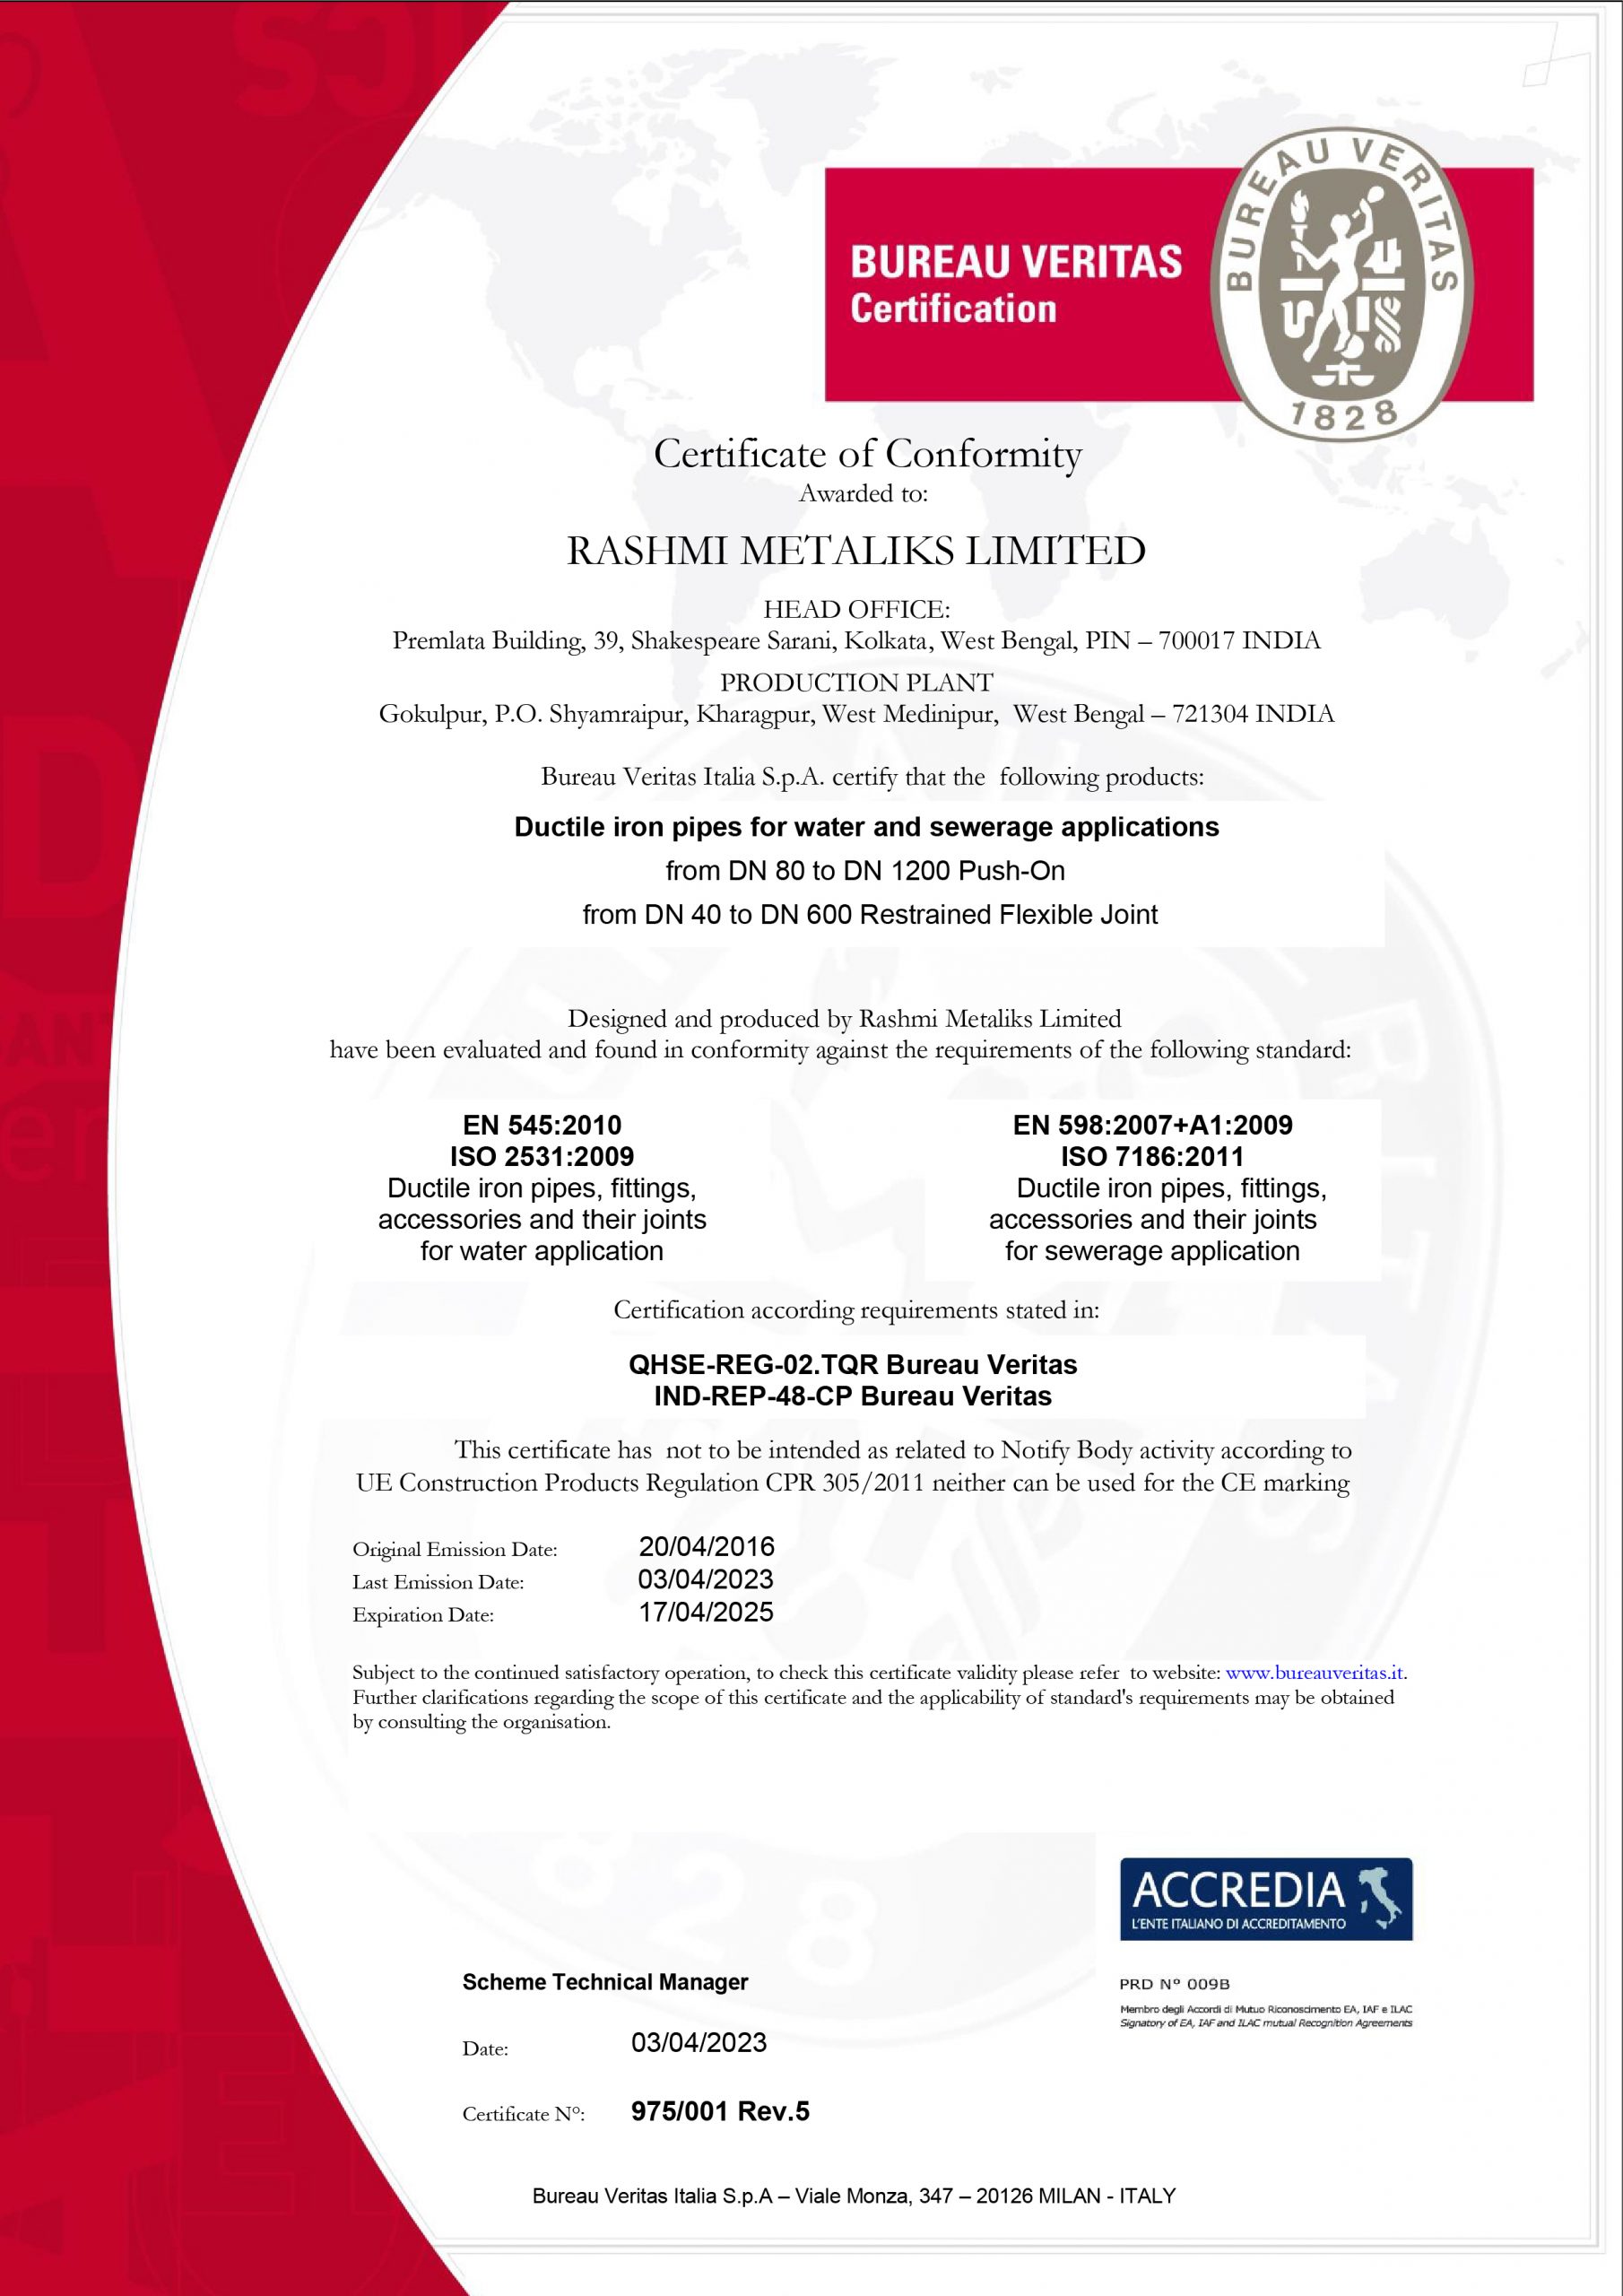 BUREAU VERITAS
Certification
BUREAU VERITAS
1828
Certificate of Conformity
Awarded to:
RASHMI METALIKS LIMITED
HEAD OFFICE:
Premlata Building, 39, Shakespeare Sarani, Kolkata, West Bengal, PIN – 700017 INDIA
PRODUCTION PLANT
Gokulpur, P.O. Shyamraipur, Kharagpur, West Medinipur, West Bengal – 721304 INDIA
Bureau Veritas Italia S.p.A. certify that the following products:
Ductile iron pipes for water and sewerage applications
from DN 80 to DN 1200 Push-On
from DN 40 to DN 600 Restrained Flexible Joint
Designed and produced by Rashmi Metaliks Limited
have been evaluated and found in conformity against the requirements of the following standard:
EN 545:2010
ISO 2531:2009
Ductile iron pipes, fittings,
accessories and their joints
for water application
EN 598:2007+A1:2009
ISO 7186:2011
Ductile iron pipes, fittings,
accessories and their joints
for sewerage application
Certification according requirements stated in:
QHSE-REG-02.TQR Bureau Veritas
IND-REP-48-CP Bureau Veritas
This certificate has not to be intended as related to Notify Body activity according to
UE Construction Products Regulation CPR 305/2011 neither can be used for the CE marking
Original Emission Date: 20/04/2016
Last Emission Date: 03/04/2023
Expiration Date: 17/04/2025
Subject to the continued satisfactory operation, to check this certificate validity please refer to website: www.bureauveritas.it.
Further clarifications regarding the scope of this certificate and the applicability of standard's requirements may be obtained
by consulting the organisation.
ACCREDIA
L'ENTE ITALIANO DI ACCREDITAMENTO
PRD Nº 009B
Membro degli Accordi di Mutuo Riconoscimento EA, IAF e ILAC
Signatory of EA, IAF and ILAC mutual Recognition Agreements
Scheme Technical Manager
Date: 03/04/2023
Certificate Nº: 975/001 Rev.5
Bureau Veritas Italia S.p.A – Viale Monza, 347 – 20126 MILAN - ITALY